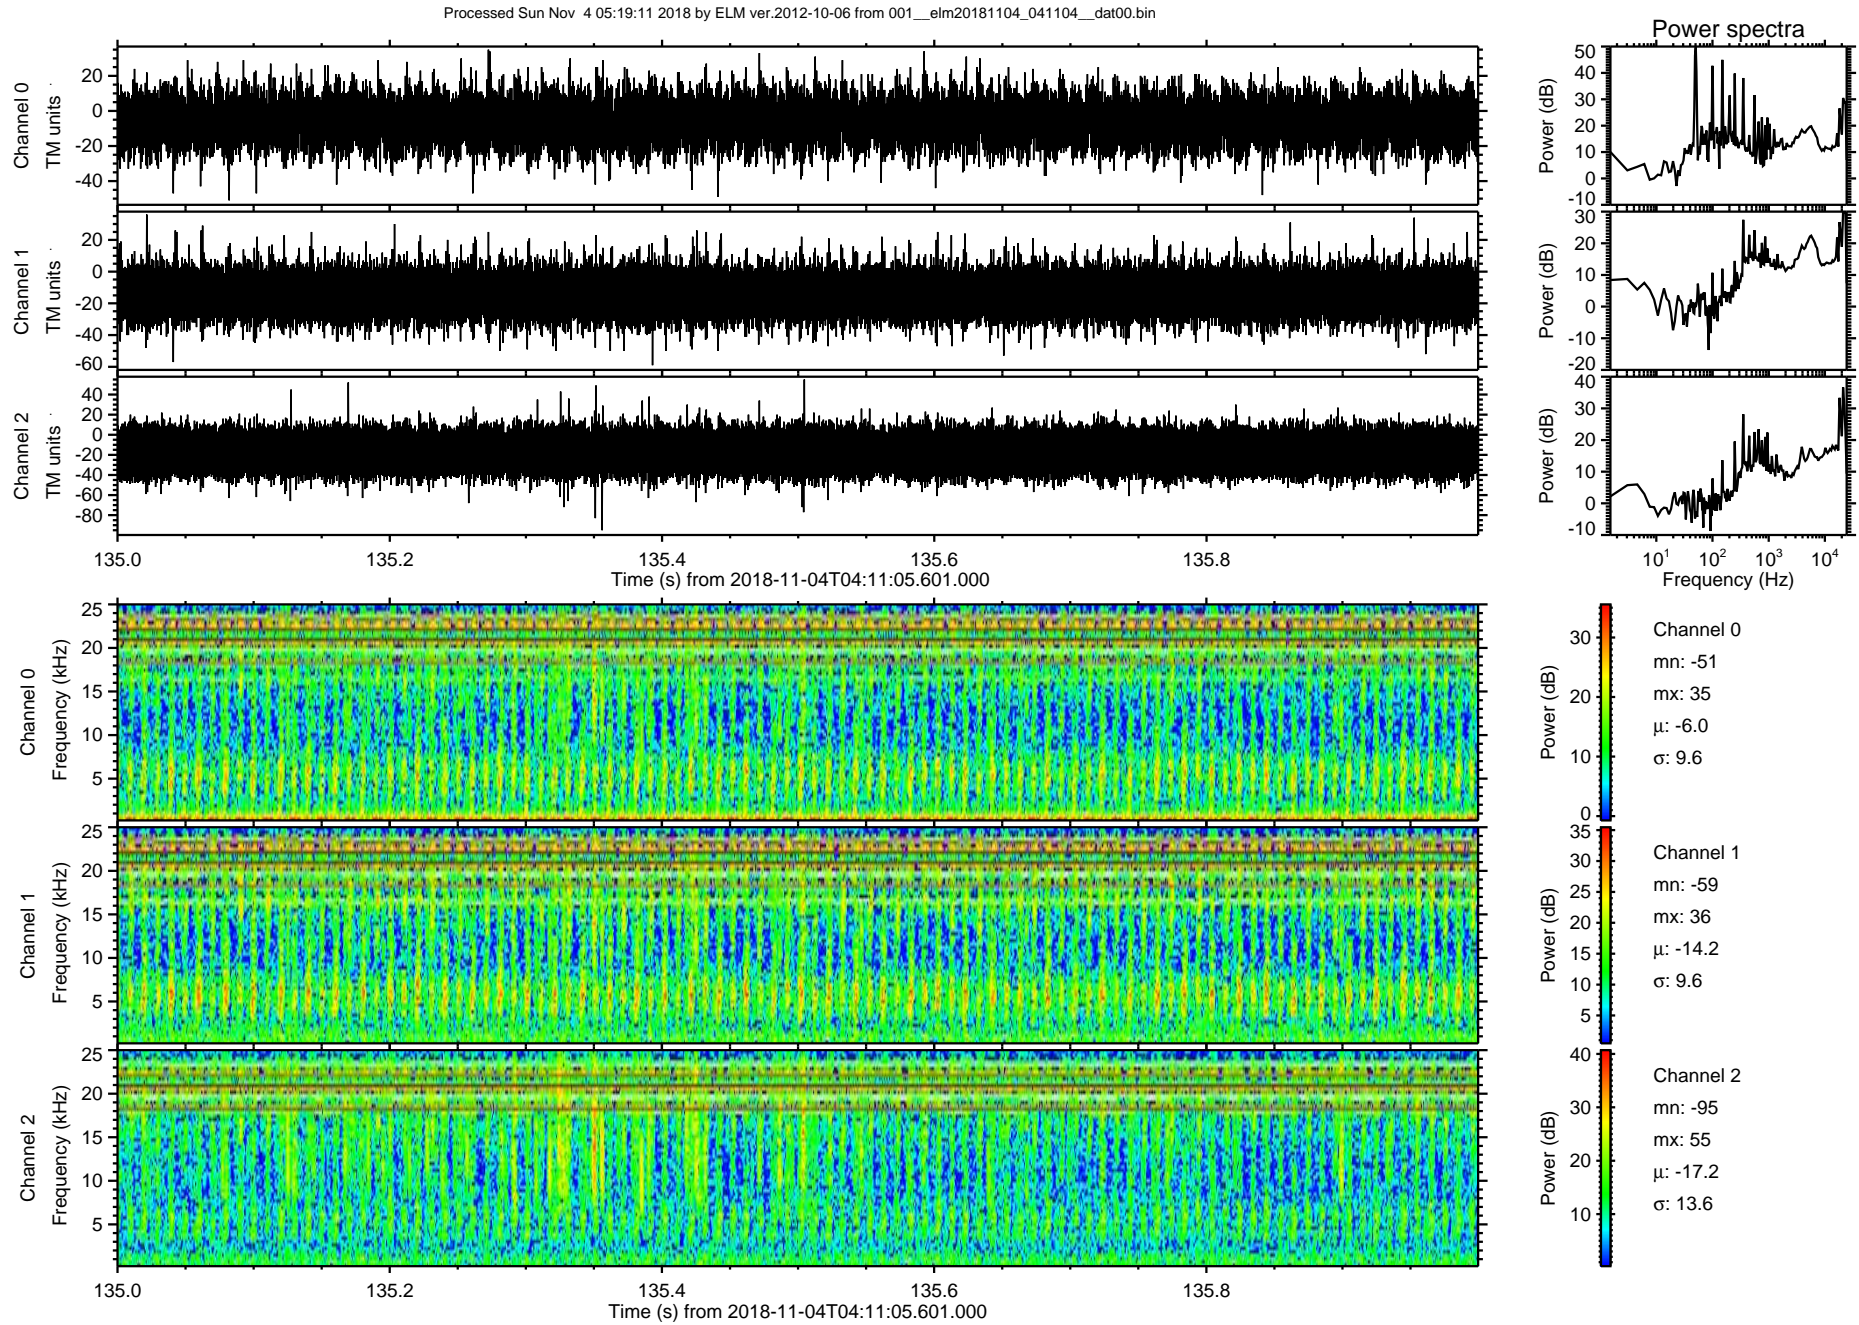 Processed Sun Nov  4 05:19:11 2018 by ELM ver.2012-10-06 from 001__elm20181104_041104__dat00.bin
Power spectra
Channel 0
TM units
20
0
-20
-40
Power (dB)
50
40
30
20
10
0
-10
Channel 1
TM units
20
0
-20
-40
-60
Power (dB)
30
20
10
0
-10
-20
Channel 2
TM units
40
20
0
-20
-40
-60
-80
Power (dB)
40
30
20
10
0
-10
135.0 135.2 135.4 135.6 135.8
Time (s) from 2018-11-04T04:11:05.601.000
10¹ 10² 10³ 10⁴
Frequency (Hz)
Channel 0
Frequency (kHz)
25
20
15
10
5
Power (dB)
30
20
10
0
Channel 0
mn: -51
mx: 35
μ: -6.0
σ: 9.6
Channel 1
Frequency (kHz)
25
20
15
10
5
Power (dB)
35
30
25
20
15
10
5
Channel 1
mn: -59
mx: 36
μ: -14.2
σ: 9.6
Channel 2
Frequency (kHz)
25
20
15
10
5
Power (dB)
40
30
20
10
Channel 2
mn: -95
mx: 55
μ: -17.2
σ: 13.6
135.0 135.2 135.4 135.6 135.8
Time (s) from 2018-11-04T04:11:05.601.000